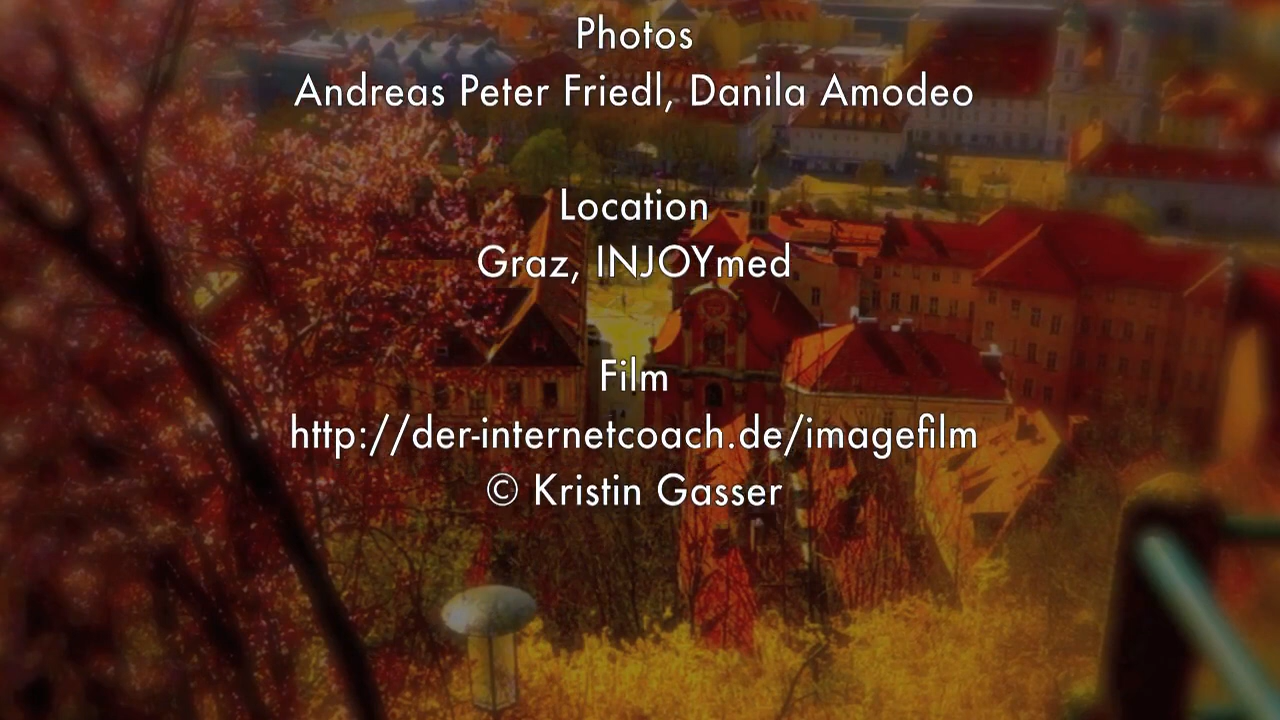 Photos
Andreas Peter Friedl, Danila Amodeo
Location
Graz, INJOYmed
Film
http://der-internetcoach.de/imagefilm
© Kristin Gasser